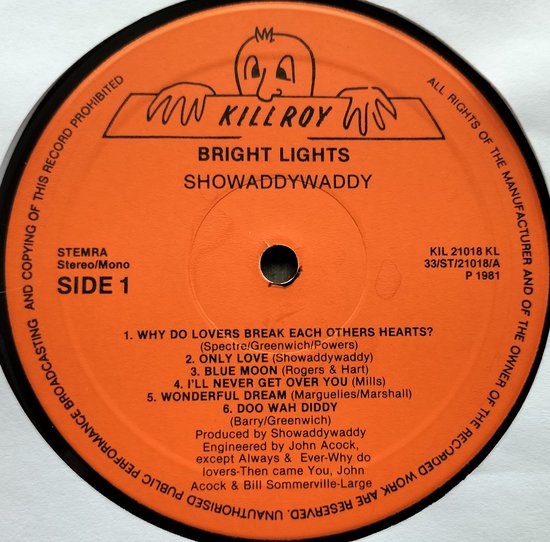 KILLROY
BRIGHT LIGHTS
SHOWADDYWADDY
STEMRA
Stereo/Mono
SIDE 1
KIL 21018 KL
33/ST/21018/A
P 1981
1. WHY DO LOVERS BREAK EACH OTHERS HEARTS?
(Spectre/Greenwich/Powers)
2. ONLY LOVE (Showaddywaddy)
3. BLUE MOON (Rogers & Hart)
4. I'LL NEVER GET OVER YOU (Mills)
5. WONDERFUL DREAM (Marguelies/Marshall)
6. DOO WAH DIDDY
(Barry/Greenwich)
Produced by Showaddywaddy
Engineered by John Acock,
except Always & Ever-Why do
lovers-Then came You, John
Acock & Bill Sommerville-Large
ALL RIGHTS OF THE MANUFACTURER AND OF THE OWNER OF THE RECORDED WORK ARE RESERVED. UNAUTHORISED PUBLIC PERFORMANCE BROADCASTING AND COPYING OF THIS RECORD PROHIBITED